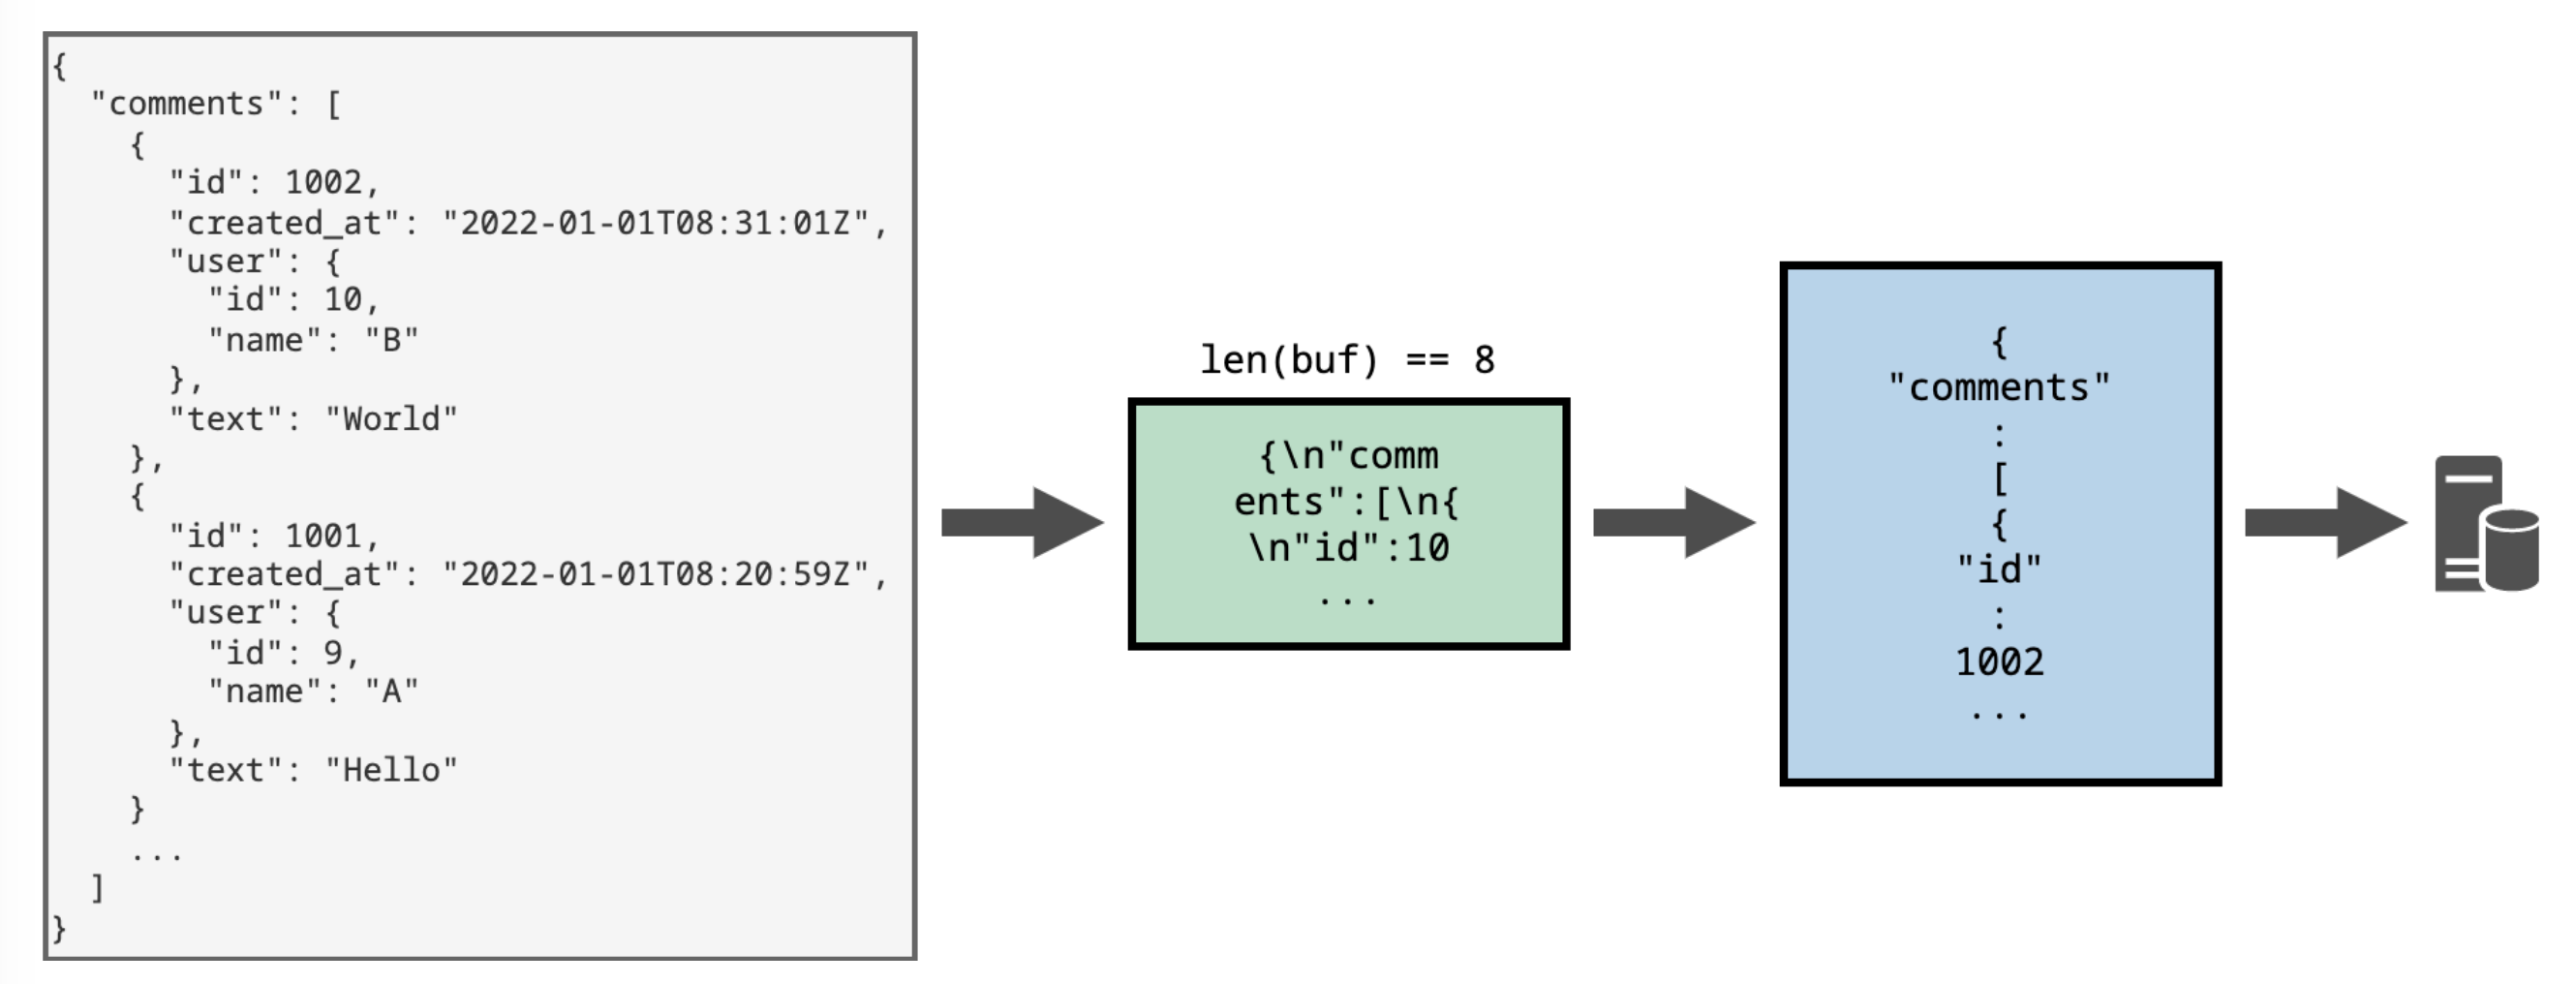 {
  "comments": [
    {
      "id": 1002,
      "created_at": "2022-01-01T08:31:01Z",
      "user": {
        "id": 10,
        "name": "B"
      },
      "text": "World"
    },
    {
      "id": 1001,
      "created_at": "2022-01-01T08:20:59Z",
      "user": {
        "id": 9,
        "name": "A"
      },
      "text": "Hello"
    }
    ...
  ]
}
len(buf) == 8
{\n"comm
ents":[\n{
\n"id":10
...
{
"comments"
:
[
{
"id"
:
1002
...